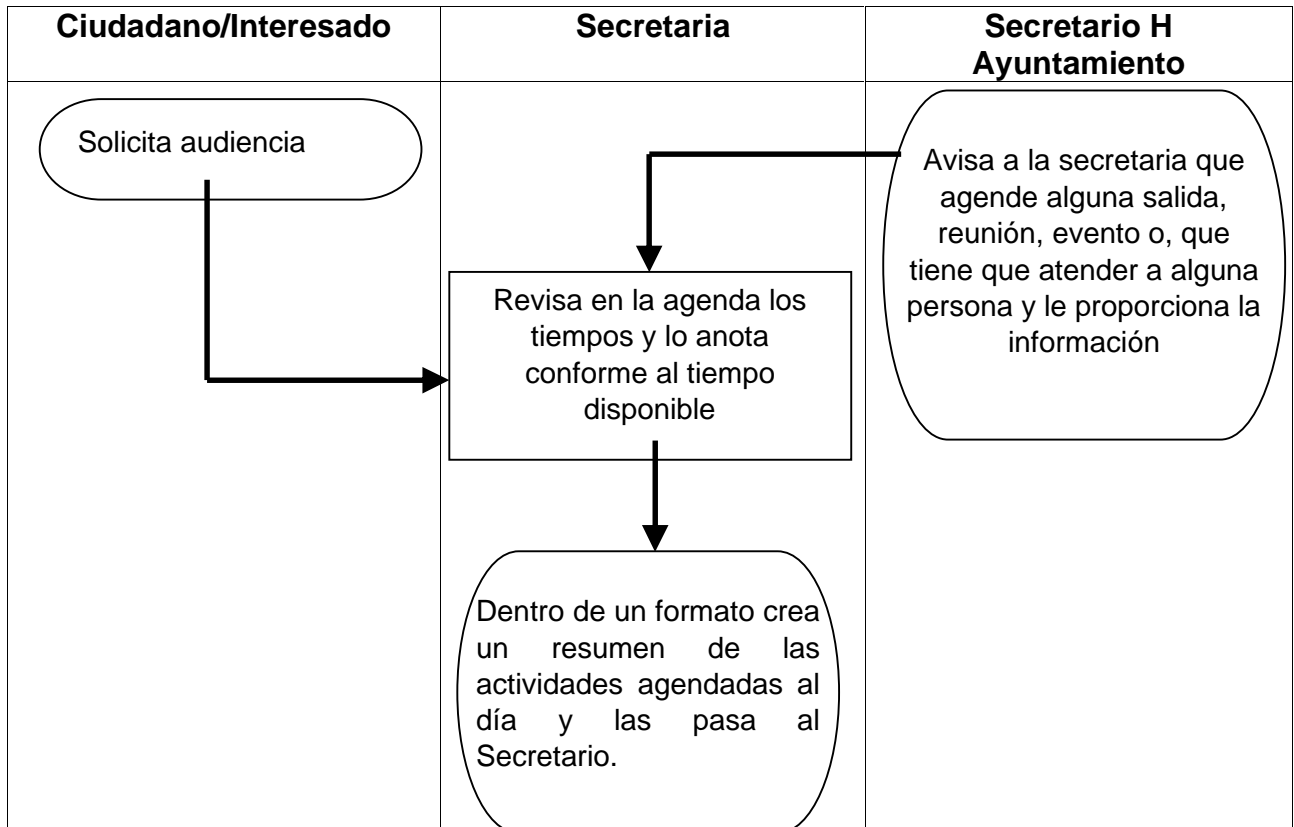 Ciudadano/Interesado
Secretaria
Secretario H
Ayuntamiento
Solicita audiencia
Avisa a la secretaria que
agende alguna salida,
reunión, evento o, que
tiene que atender a alguna
persona y le proporciona la
información
Revisa en la agenda los
tiempos y lo anota
conforme al tiempo
disponible
Dentro de un formato crea
un resumen de las
actividades agendadas al
día y las pasa al
Secretario.